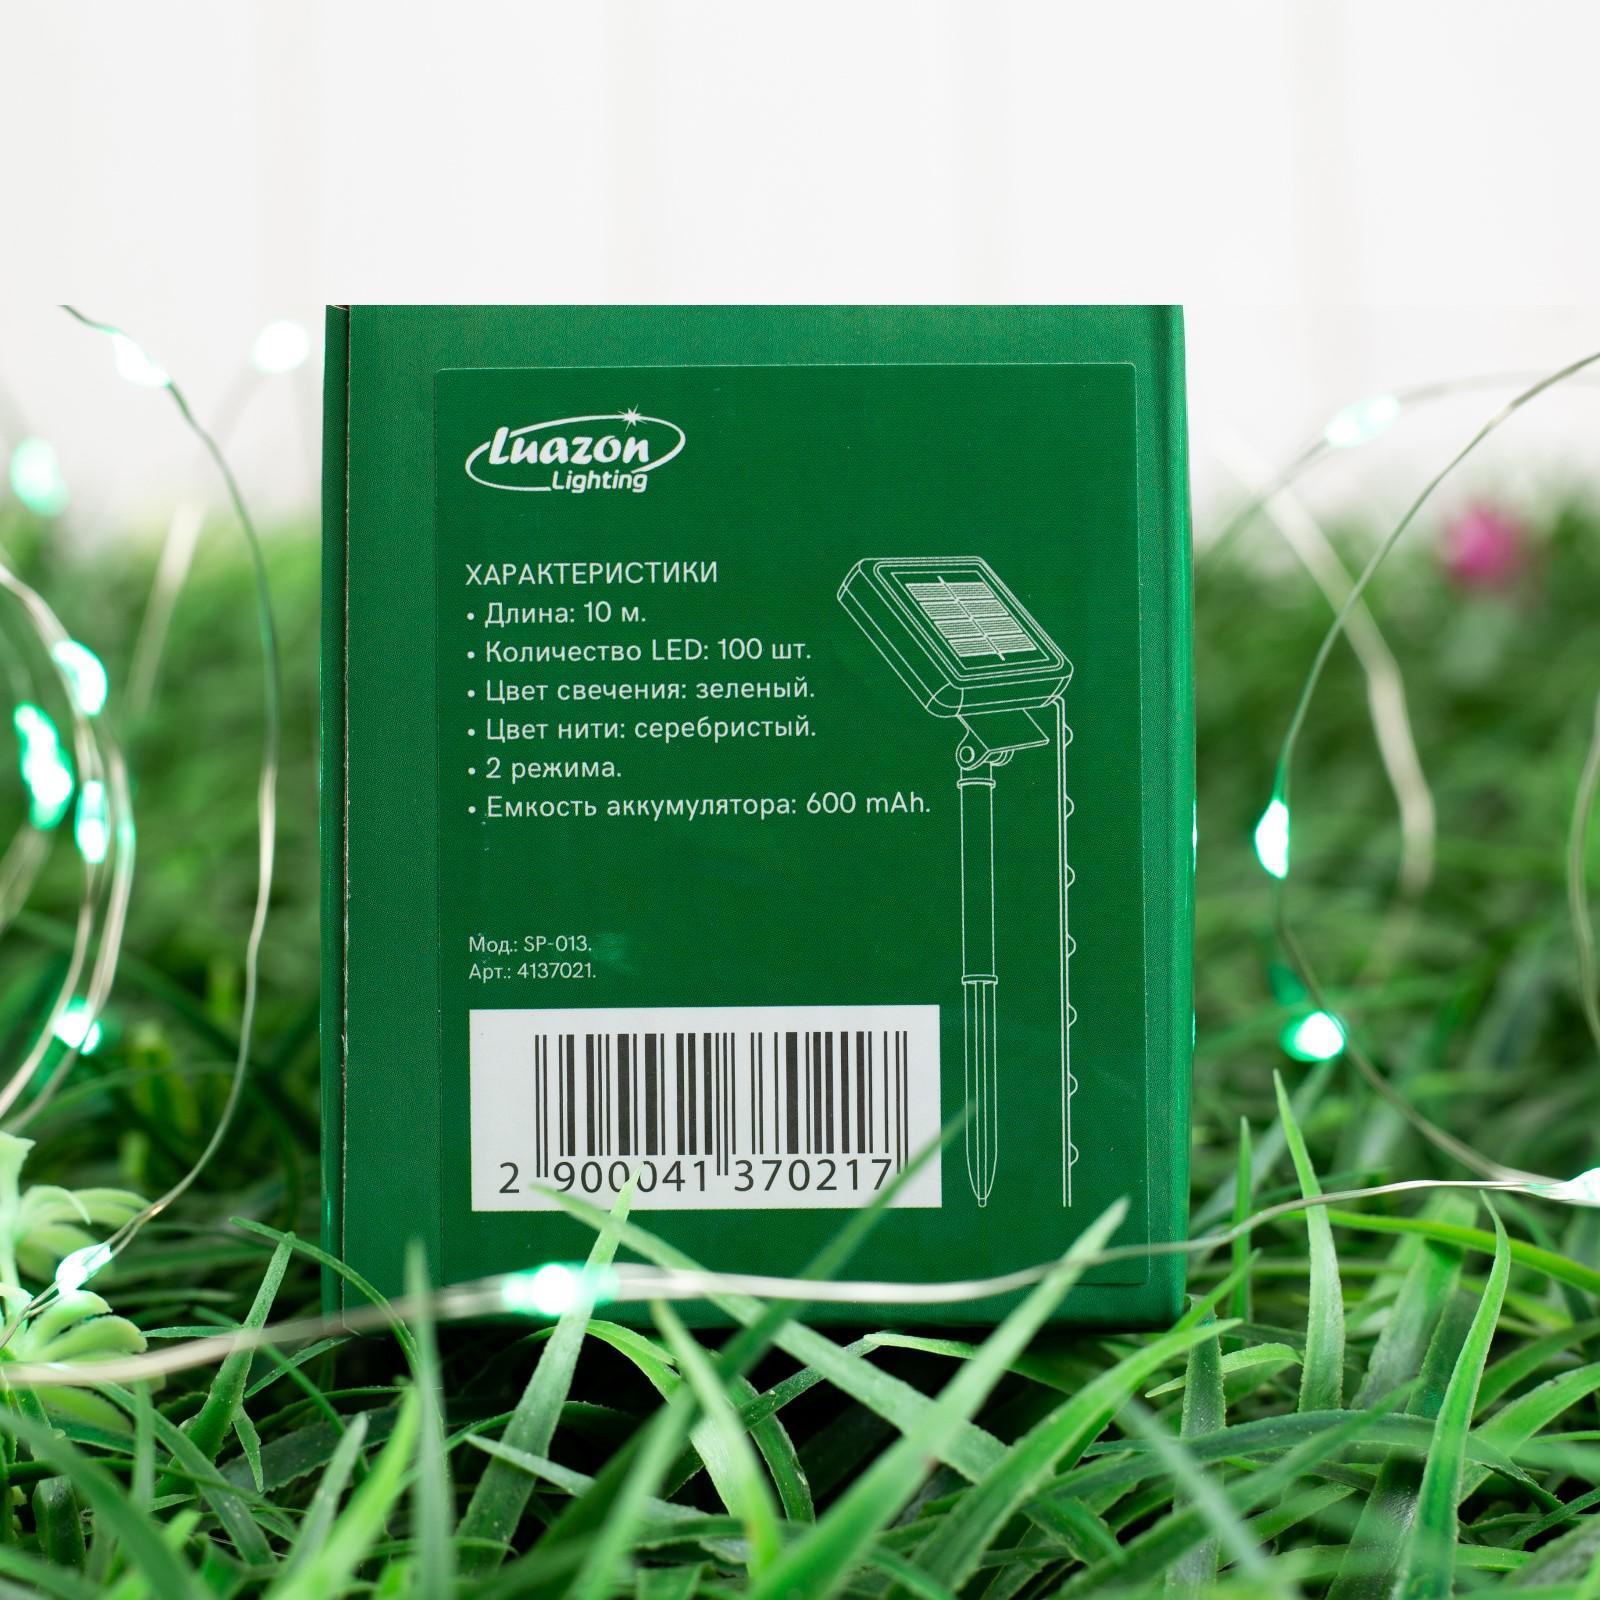 Luazon
Lighting
ХАРАКТЕРИСТИКИ
• Длина: 10 м.
• Количество LED: 100 шт.
• Цвет свечения: зеленый.
• Цвет нити: серебристый.
• 2 режима.
• Емкость аккумулятора: 600 mAh.
Мод.: SP-013.
Арт.: 4137021.
2 900041 370217